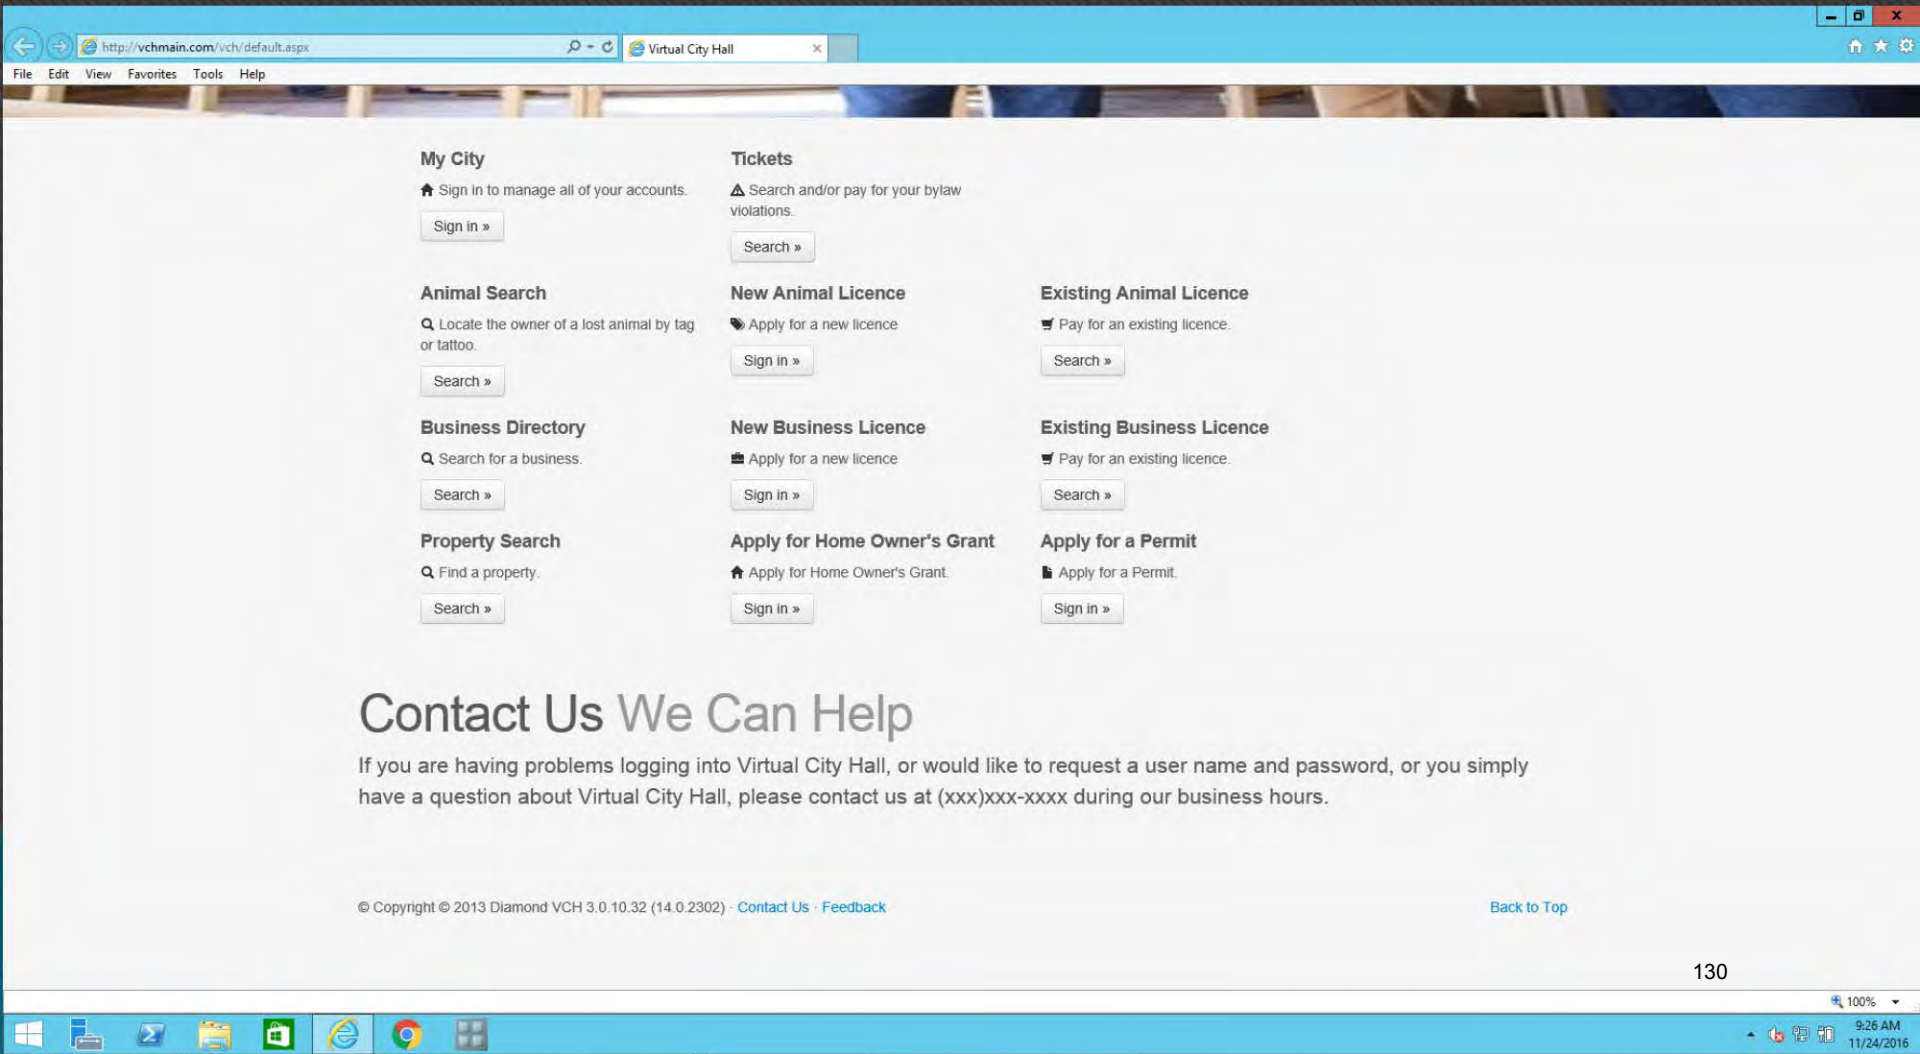 http://vchmain.com/vch/default.aspx
Virtual City Hall
File Edit View Favorites Tools Help
My City
Sign in to manage all of your accounts.
Sign in »
Tickets
Search and/or pay for your bylaw
violations.
Search »
Animal Search
Locate the owner of a lost animal by tag
or tattoo.
Search »
New Animal Licence
Apply for a new licence
Sign in »
Existing Animal Licence
Pay for an existing licence.
Search »
Business Directory
Search for a business.
Search »
New Business Licence
Apply for a new licence
Sign in »
Existing Business Licence
Pay for an existing licence.
Search »
Property Search
Find a property.
Search »
Apply for Home Owner's Grant
Apply for Home Owner's Grant.
Sign in »
Apply for a Permit
Apply for a Permit.
Sign in »
Contact Us We Can Help
If you are having problems logging into Virtual City Hall, or would like to request a user name and password, or you simply
have a question about Virtual City Hall, please contact us at (xxx)xxx-xxxx during our business hours.
© Copyright © 2013 Diamond VCH 3.0.10.32 (14.0.2302) · Contact Us · Feedback
Back to Top
130
100%
9:26 AM
11/24/2016